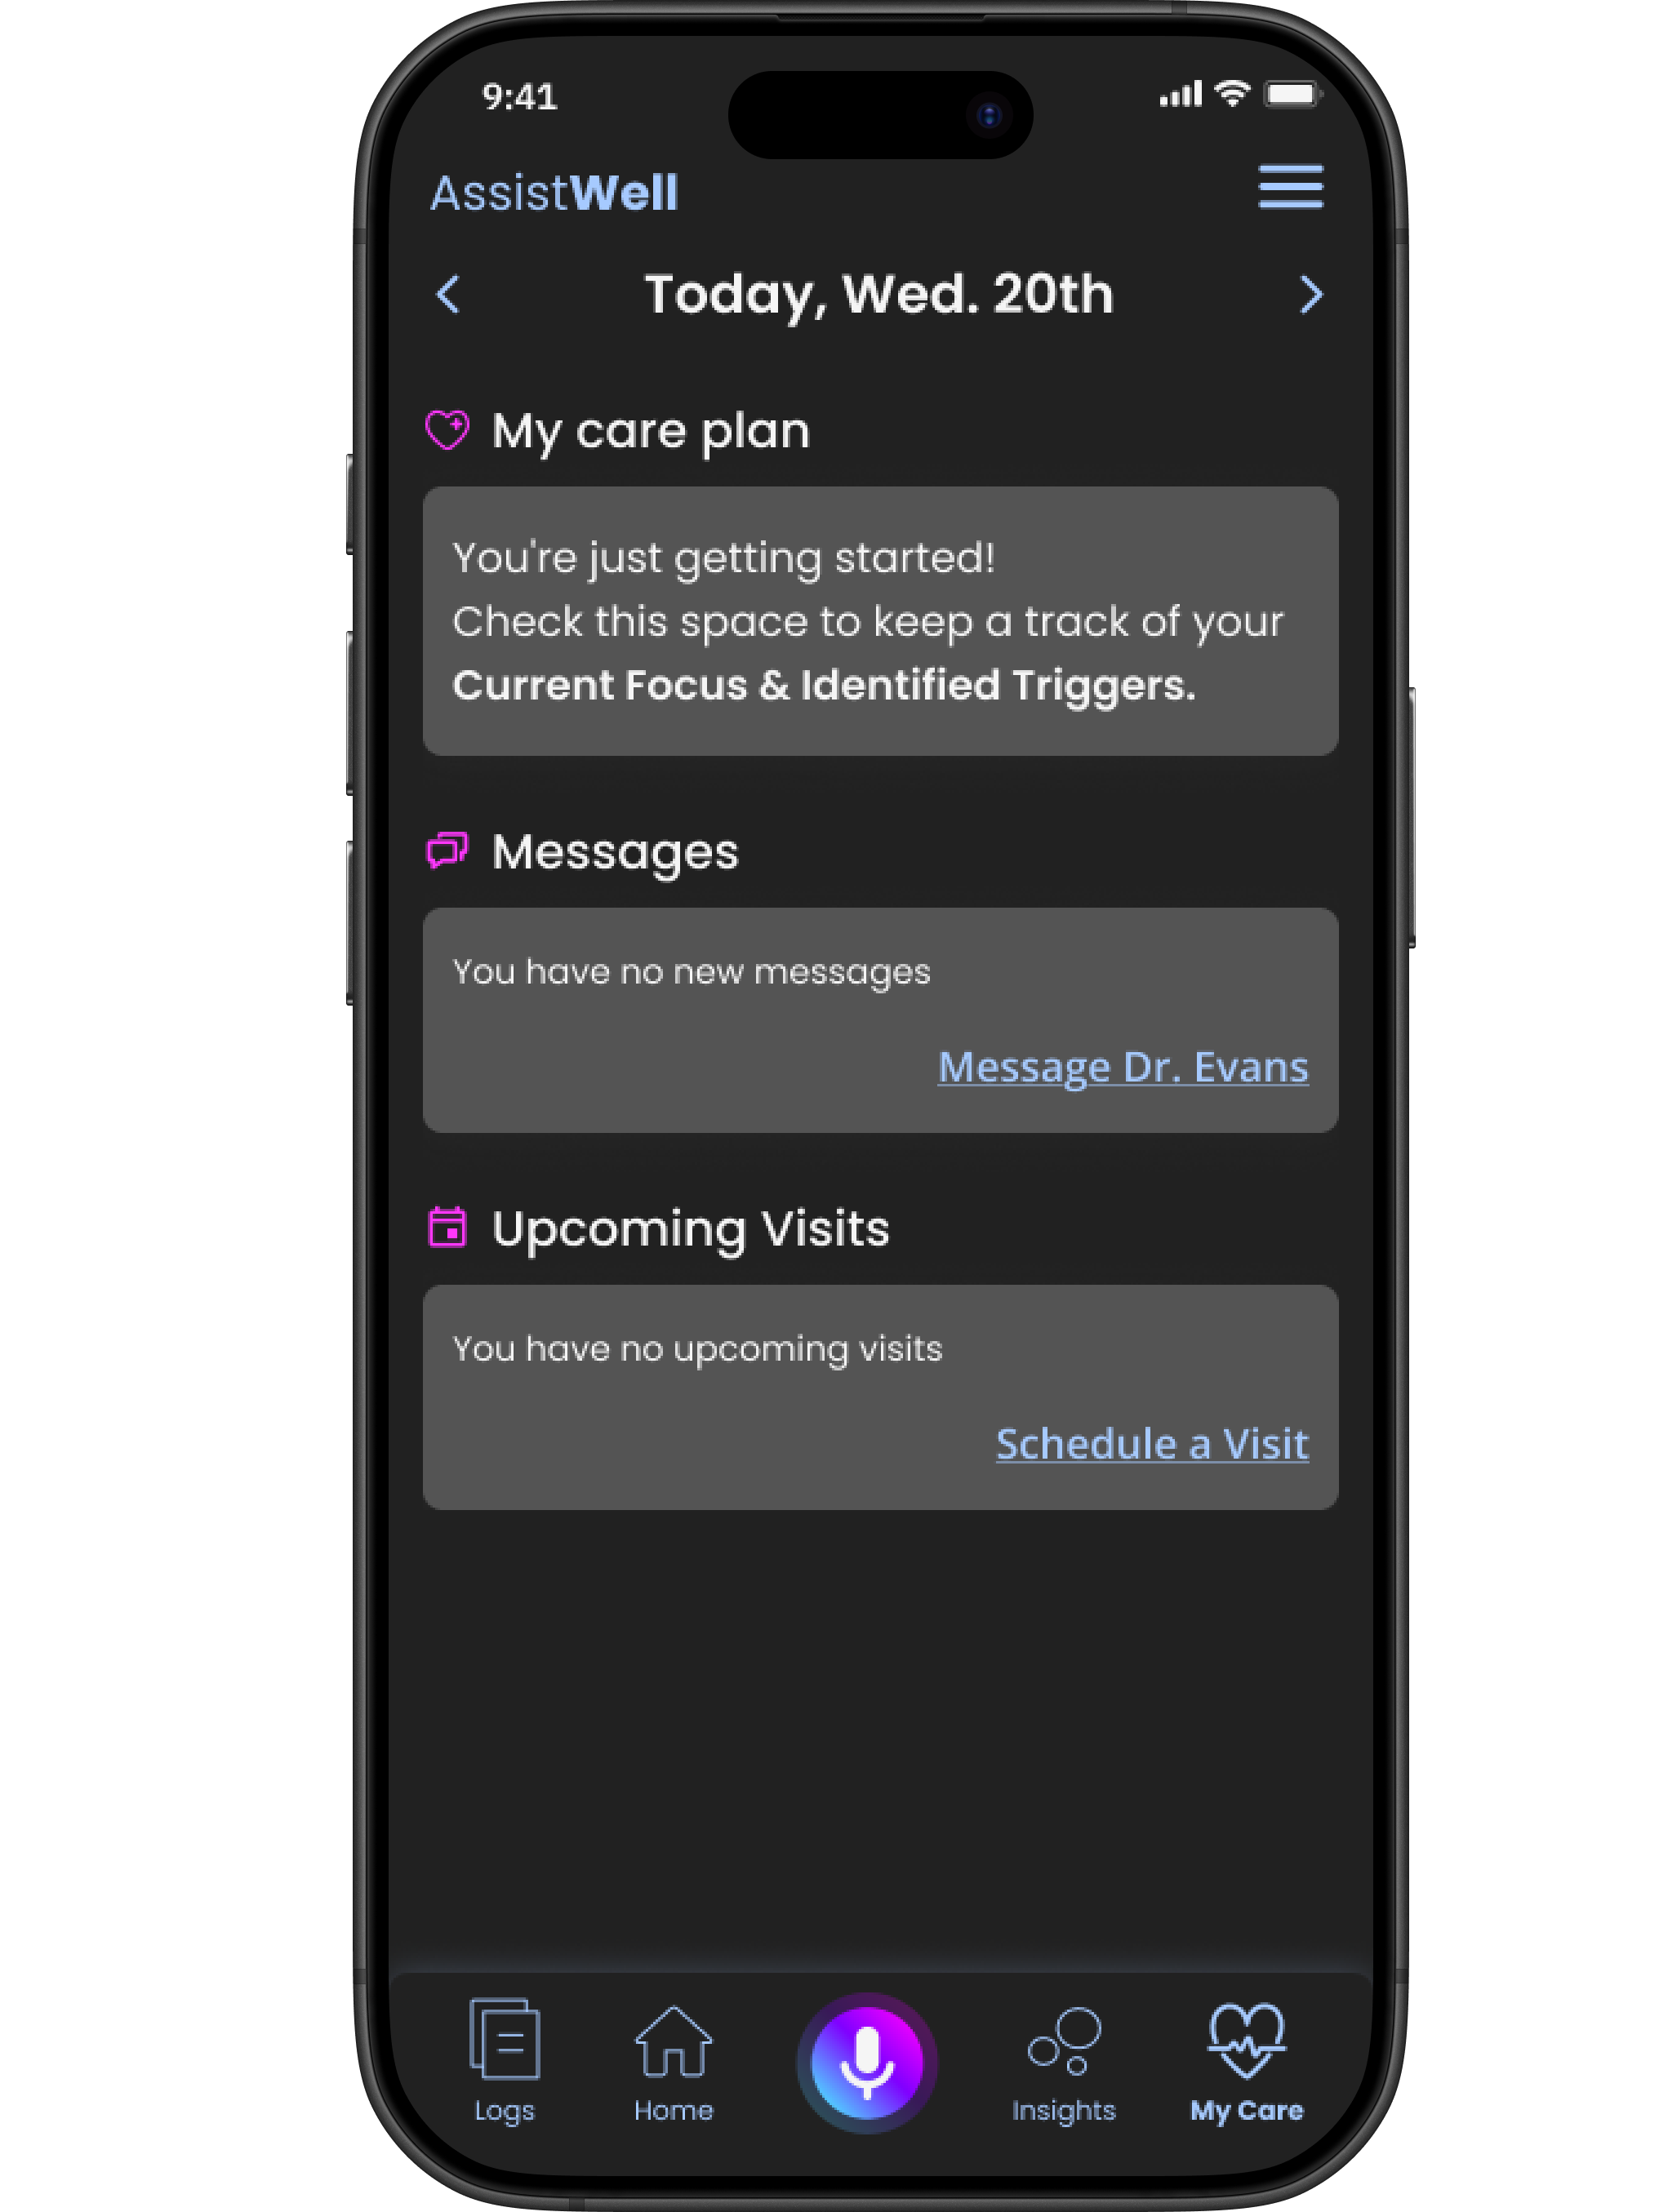 9:41
AssistWell
Today, Wed. 20th
My care plan
You're just getting started!
Check this space to keep a track of your
Current Focus & Identified Triggers.
Messages
You have no new messages
Message Dr. Evans
Upcoming Visits
You have no upcoming visits
Schedule a Visit
Logs
Home
Insights
My Care